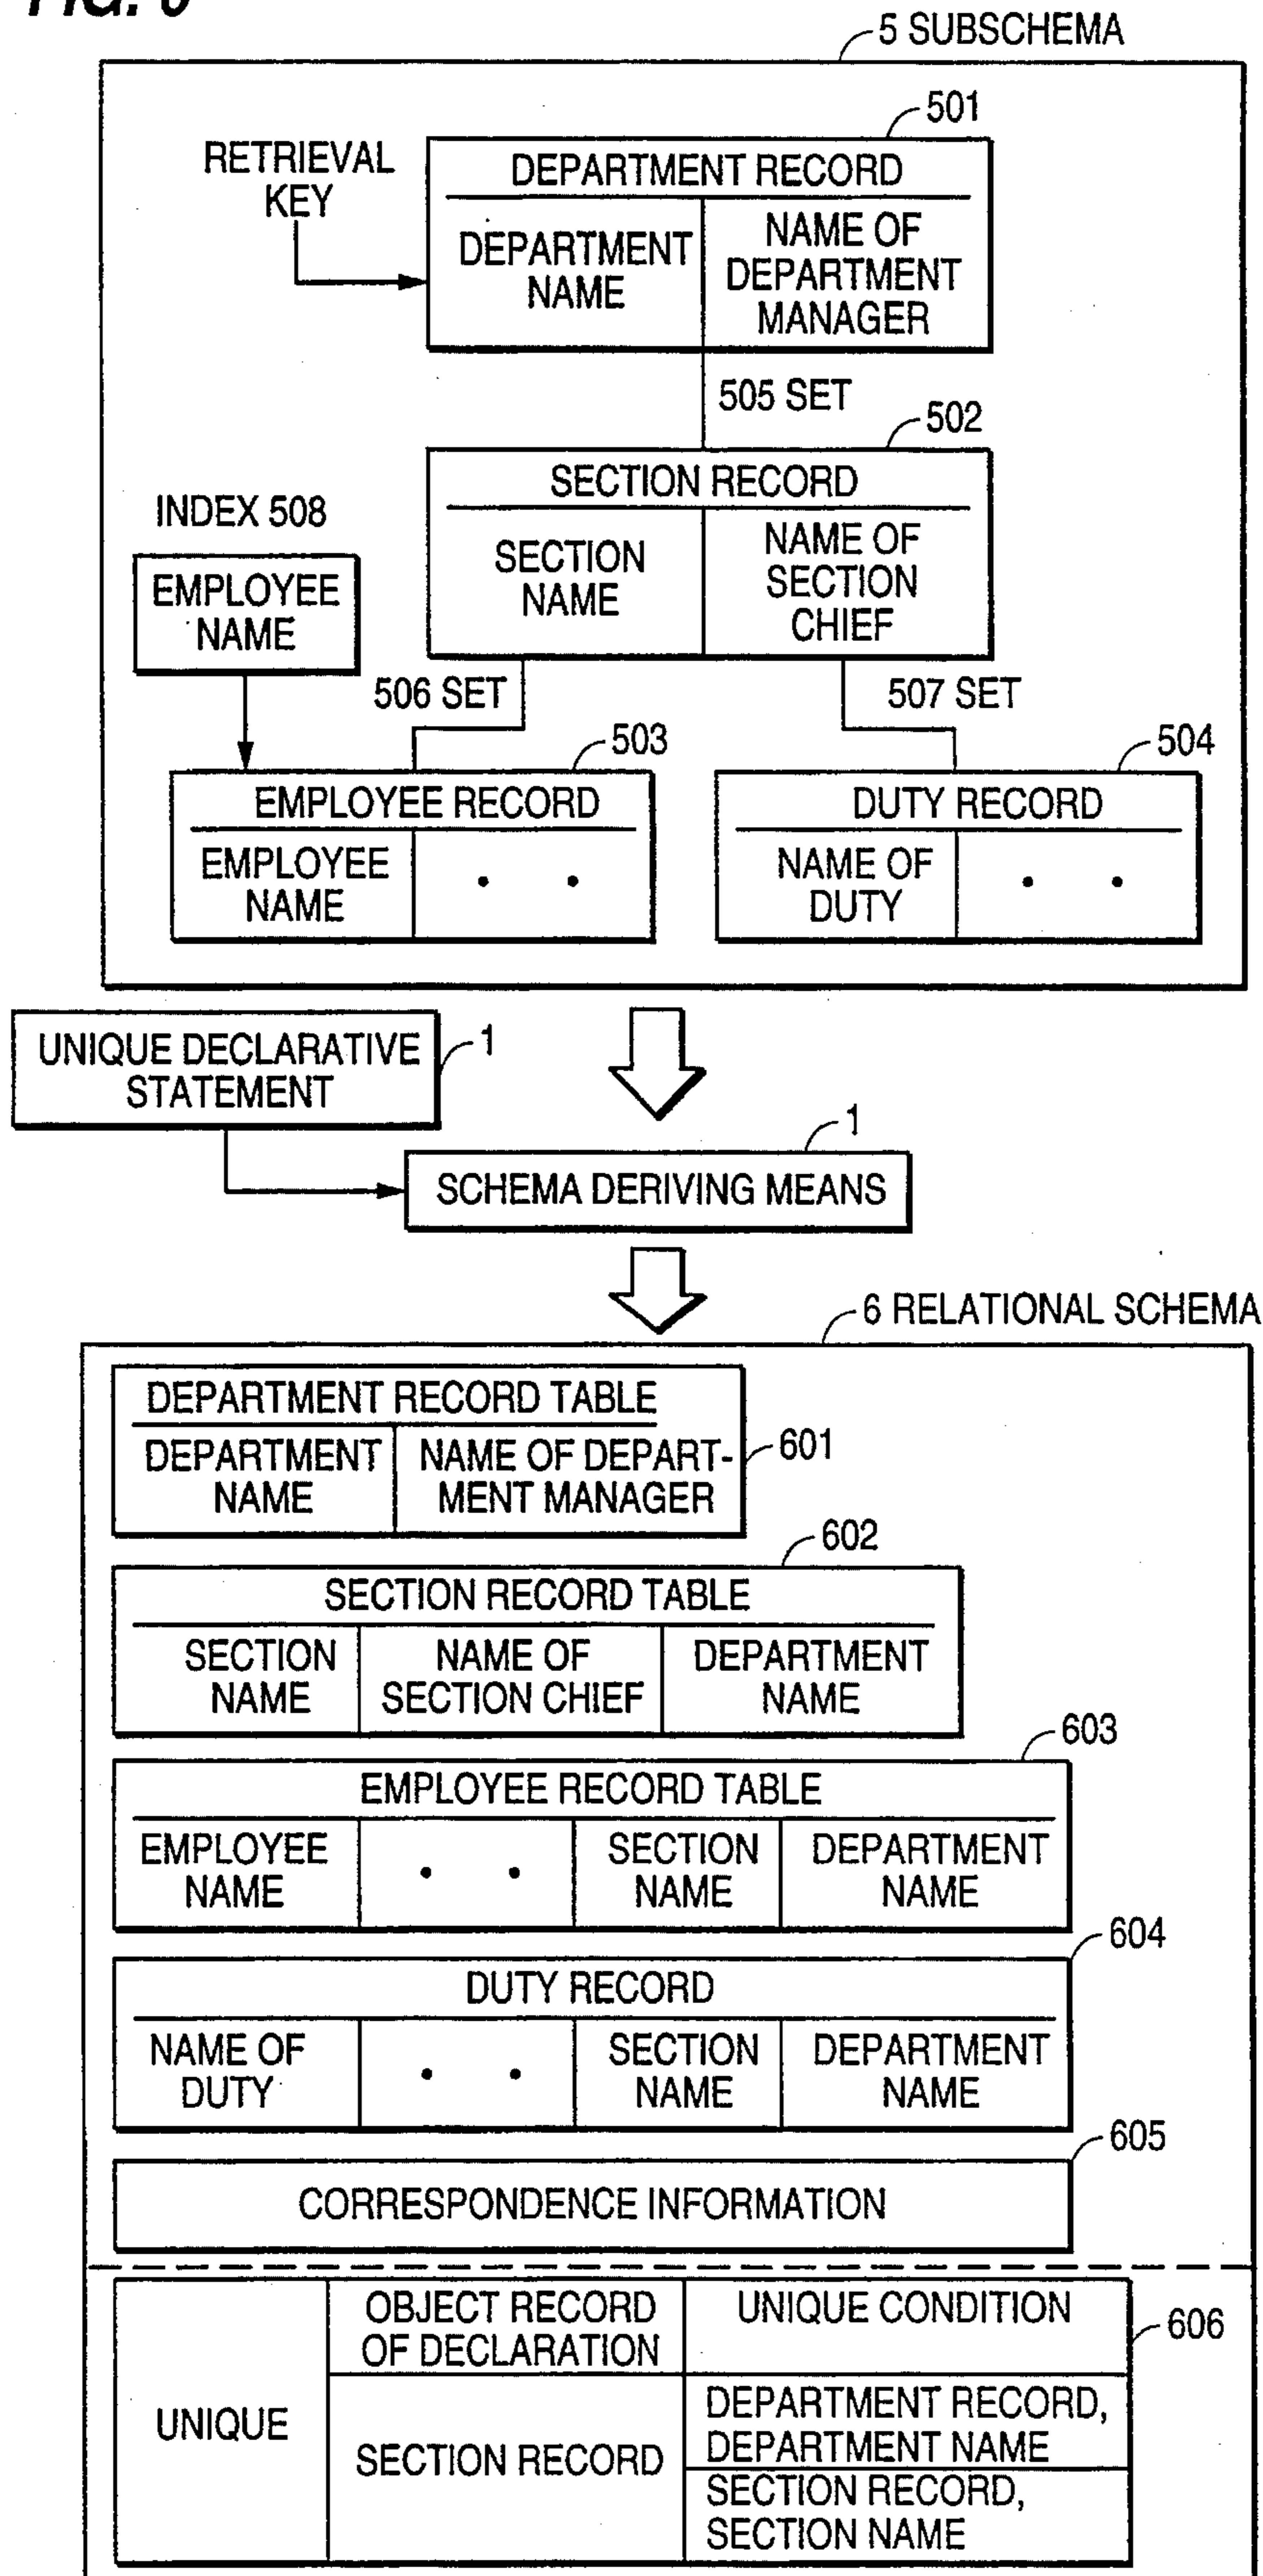 FIG.
5 SUBSCHEMA
501
RETRIEVAL
KEY
DEPARTMENT RECORD
DEPARTMENT
NAME
NAME OF
DEPARTMENT
MANAGER
505 SET
502
SECTION RECORD
SECTION
NAME
NAME OF
SECTION
CHIEF
INDEX 508
EMPLOYEE
NAME
506 SET
507 SET
503
504
EMPLOYEE RECORD
EMPLOYEE
NAME
. .
DUTY RECORD
NAME OF
DUTY
. .
UNIQUE DECLARATIVE
STATEMENT
1
1
SCHEMA DERIVING MEANS
6 RELATIONAL SCHEMA
DEPARTMENT RECORD TABLE
DEPARTMENT
NAME
NAME OF DEPART-
MENT MANAGER
601
602
SECTION RECORD TABLE
SECTION
NAME
NAME OF
SECTION CHIEF
DEPARTMENT
NAME
603
EMPLOYEE RECORD TABLE
EMPLOYEE
NAME
. .
SECTION
NAME
DEPARTMENT
NAME
604
DUTY RECORD
NAME OF
DUTY
. .
SECTION
NAME
DEPARTMENT
NAME
605
CORRESPONDENCE INFORMATION
UNIQUE
OBJECT RECORD
OF DECLARATION
UNIQUE CONDITION
606
SECTION RECORD
DEPARTMENT RECORD,
DEPARTMENT NAME
SECTION RECORD,
SECTION NAME